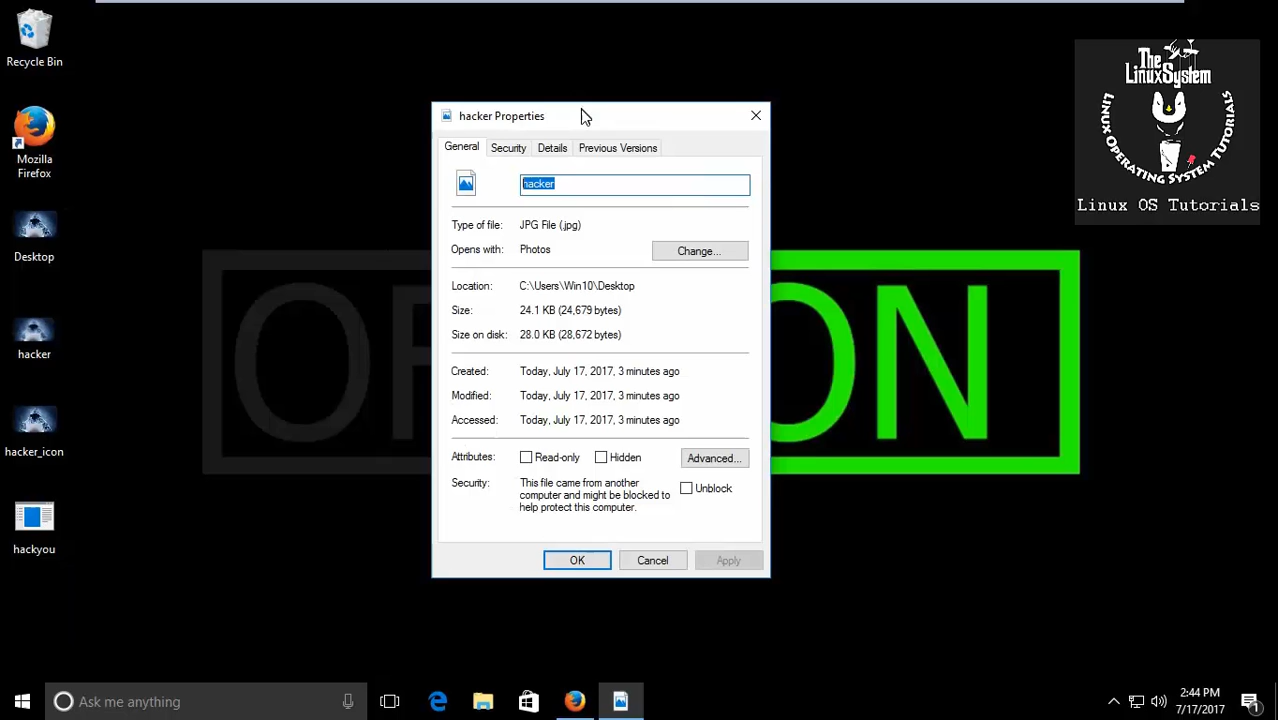 Recycle Bin
Mozilla
Firefox
Desktop
hacker
hacker_icon
hackyou
hacker Properties
General
Security
Details
Previous Versions
hacker
Type of file:
JPG File (.jpg)
Opens with:
Photos
Change...
Location:
C:\Users\Win10\Desktop
Size:
24.1 KB (24,679 bytes)
Size on disk:
28.0 KB (28,672 bytes)
Created:
Today, July 17, 2017, 3 minutes ago
Modified:
Today, July 17, 2017, 3 minutes ago
Accessed:
Today, July 17, 2017, 3 minutes ago
Attributes:
Read-only
Hidden
Advanced...
Security:
This file came from another
computer and might be blocked to
help protect this computer.
Unblock
OK
Cancel
Apply
The
LinuxSystem
LINUX OPERATING SYSTEM TUTORIALS
Linux OS Tutorials
ON
Ask me anything
2:44 PM
7/17/2017
1